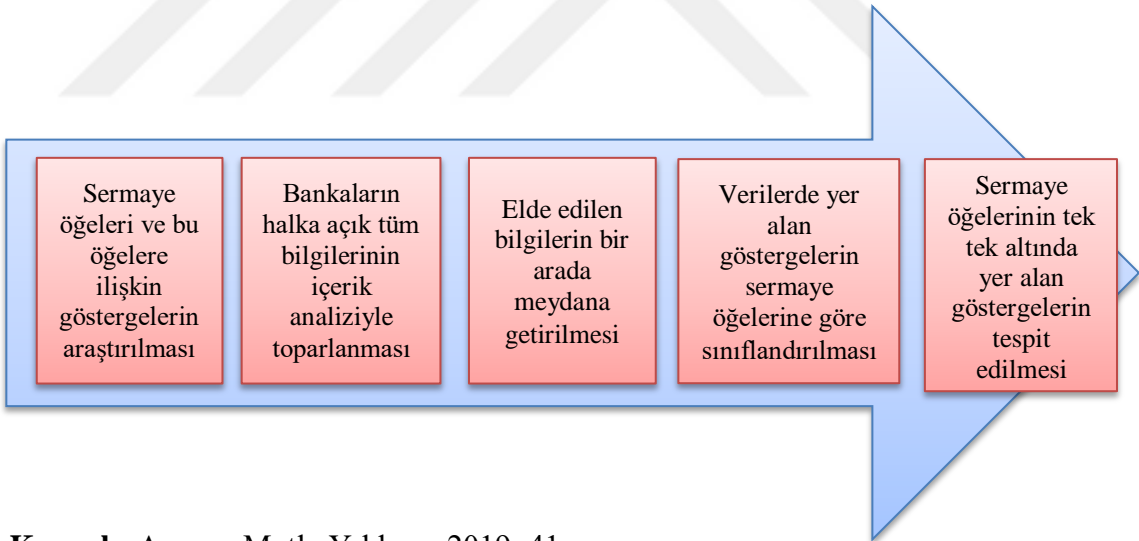 Sermaye
öğeleri ve bu
öğelere
ilişkin
göstergelerin
araştırılması
Bankaların
halka açık tüm
bilgilerinin
içerik
analiziyle
toparlanması
Elde edilen
bilgilerin bir
arada
meydana
getirilmesi
Verilerde yer
alan
göstergelerin
sermaye
öğelerine göre
sınıflandırılması
Sermaye
öğelerinin tek
tek altında
yer alan
göstergelerin
tespit
edilmesi
2019